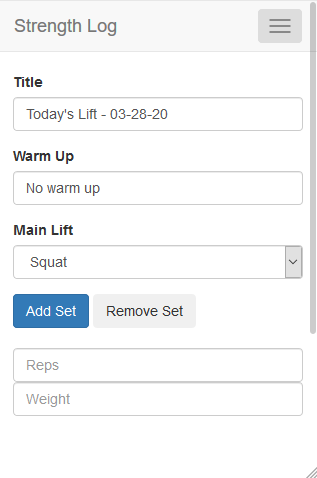 Strength Log
Title
Today's Lift - 03-28-20
Warm Up
No warm up
Main Lift
Squat
Add Set Remove Set
Reps
Weight